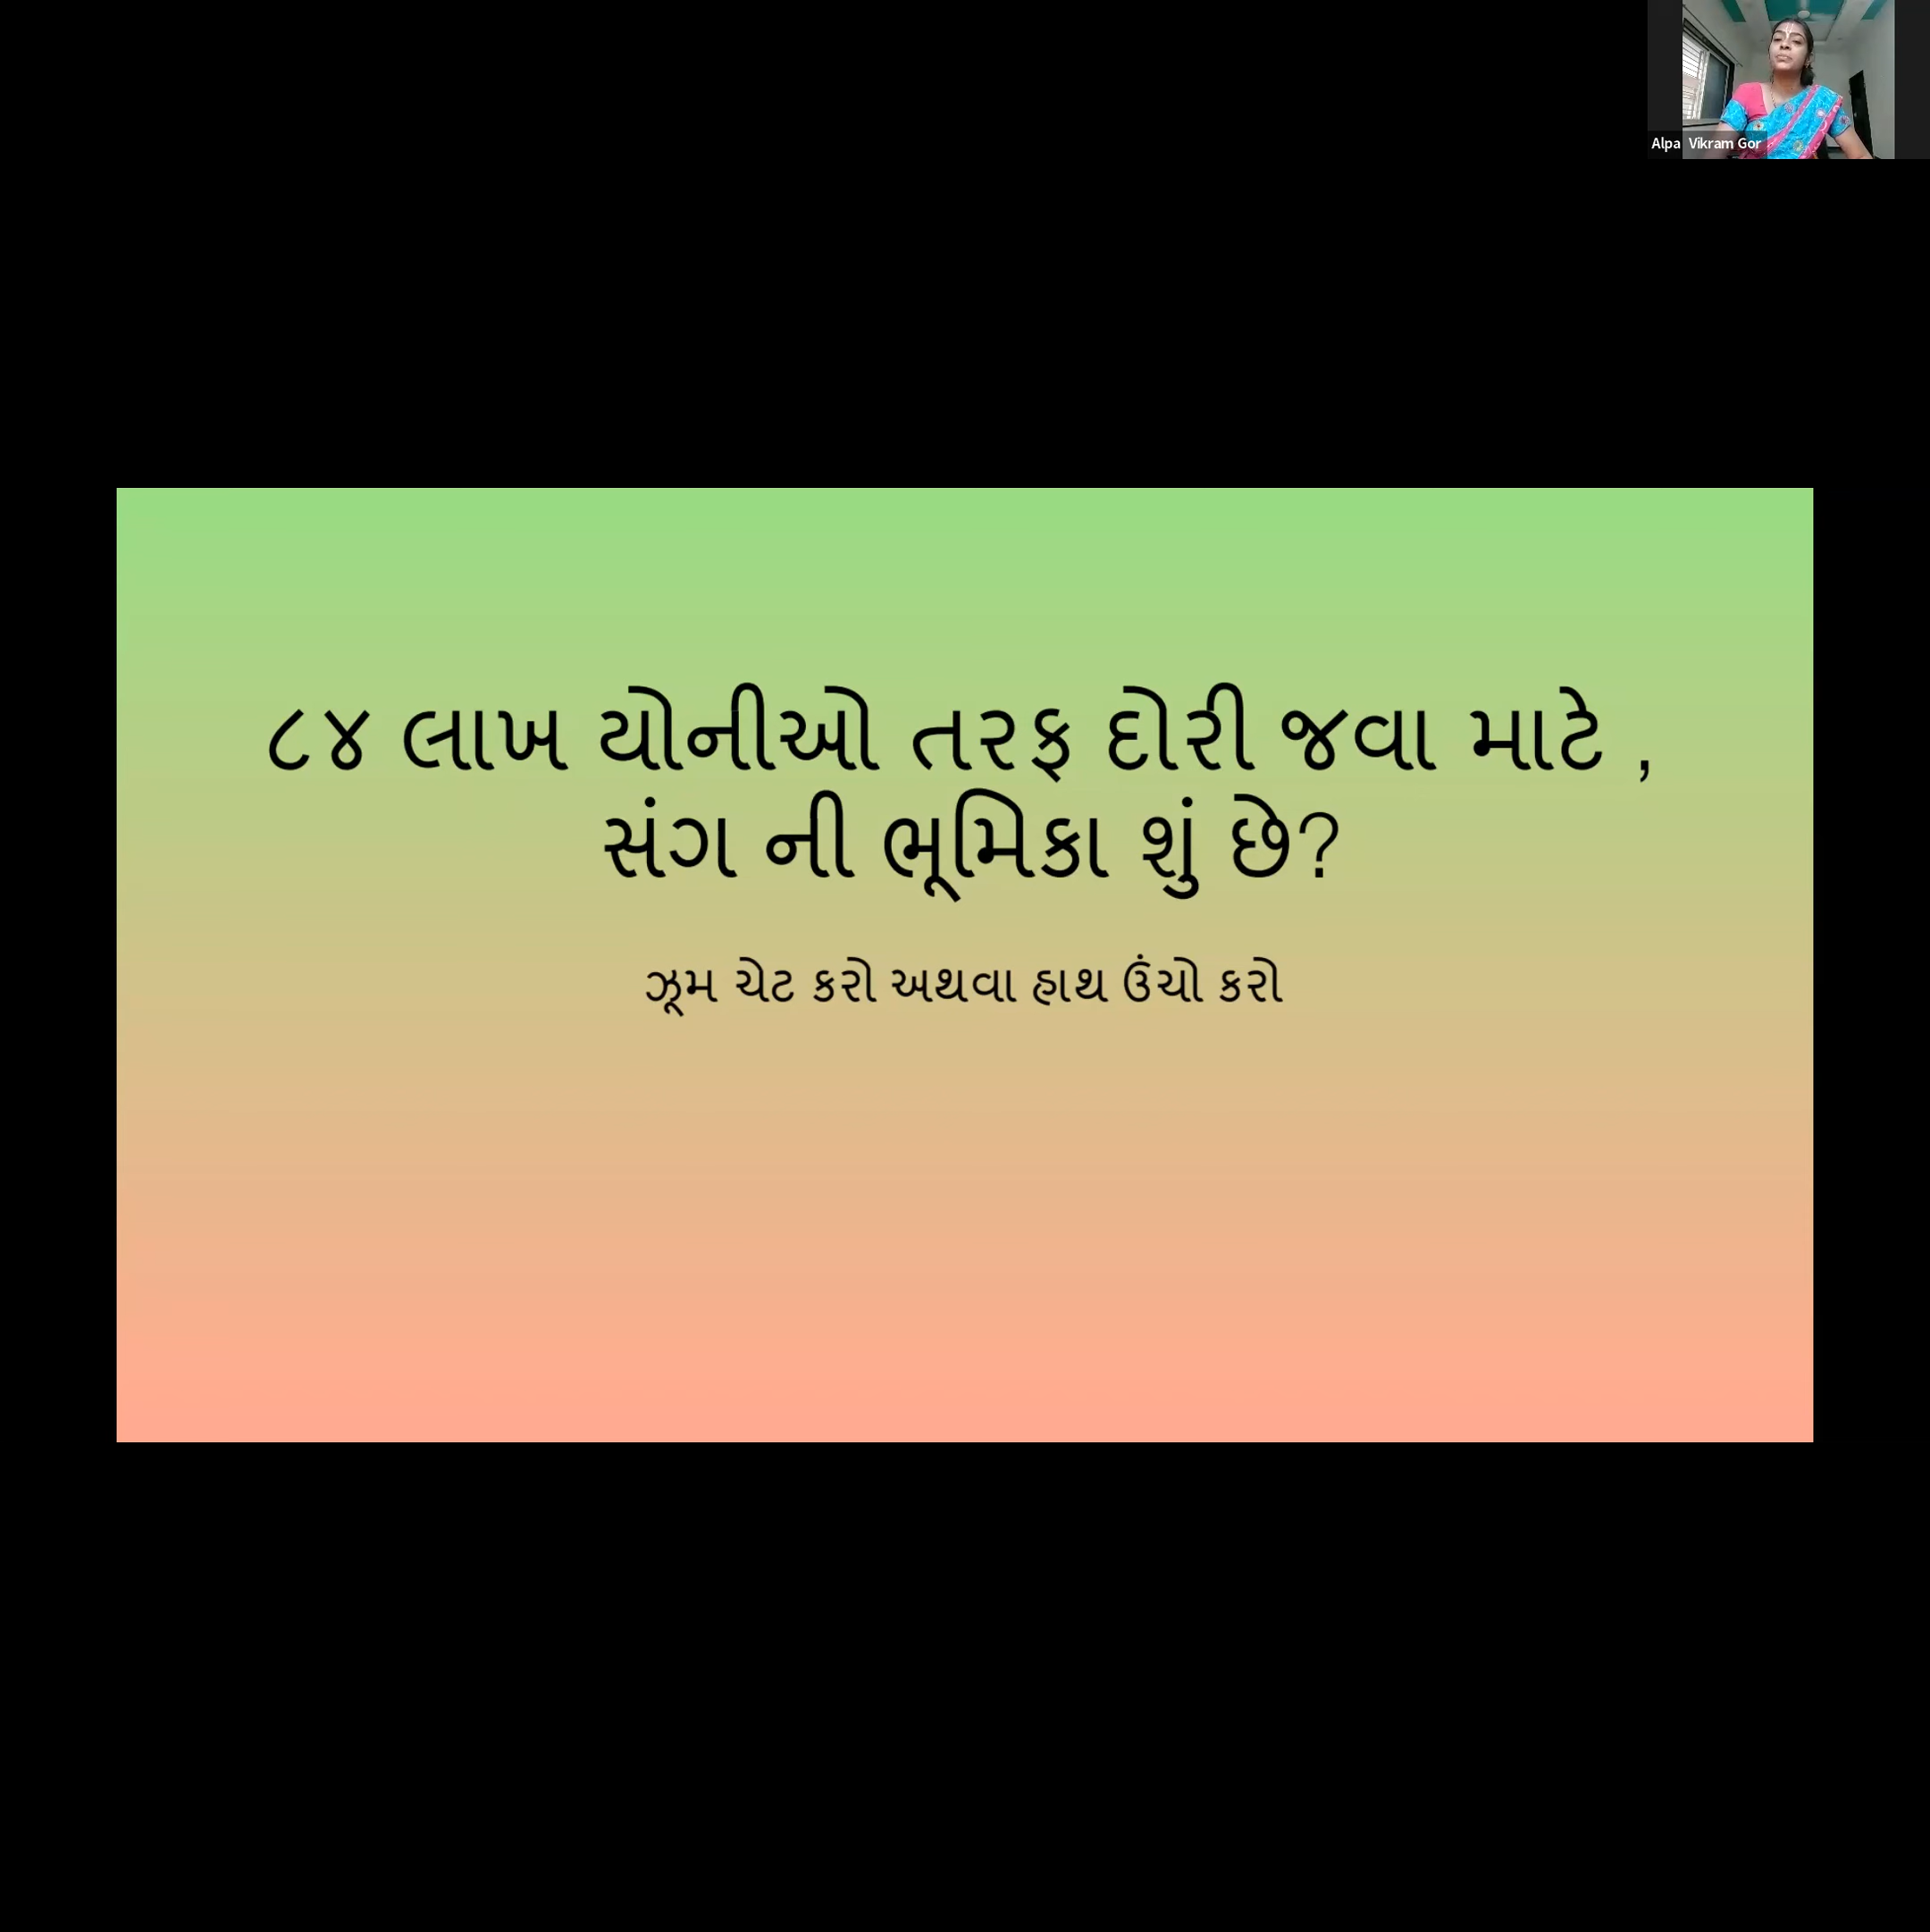 Alpa Vikram Gor
૮૪ લાખ યોનીઓ તરફ દોરી જવા માટે ,
સંગ ની ભૂમિકા શું છે?
ઝૂમ ચેટ કરો અથવા હાથ ઉંચો કરો